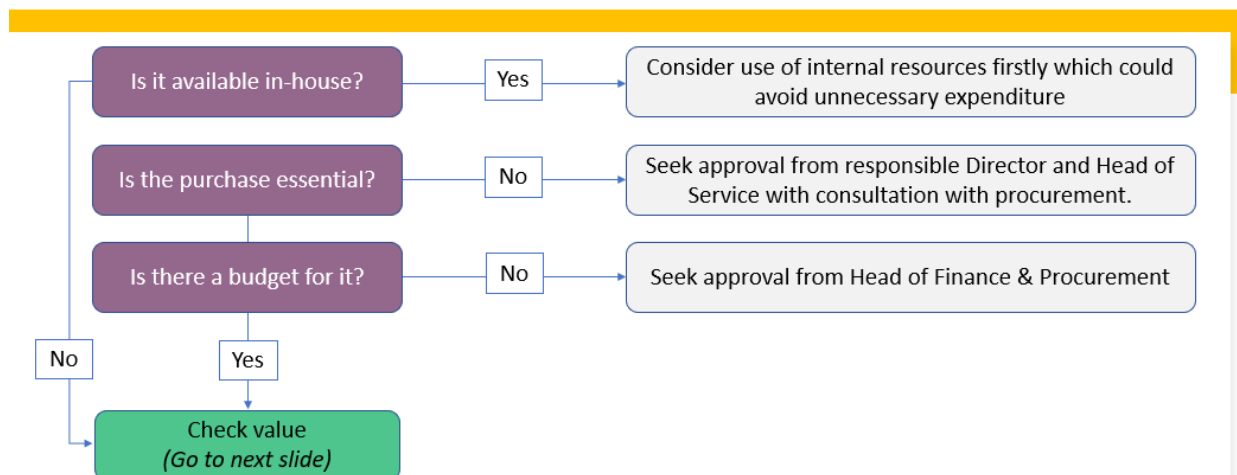 Is it available in-house?
Yes
Consider use of internal resources firstly which could
avoid unnecessary expenditure
Is the purchase essential?
No
Seek approval from responsible Director and Head of
Service with consultation with procurement.
Is there a budget for it?
No
Seek approval from Head of Finance & Procurement
No
Yes
Check value
(Go to next slide)